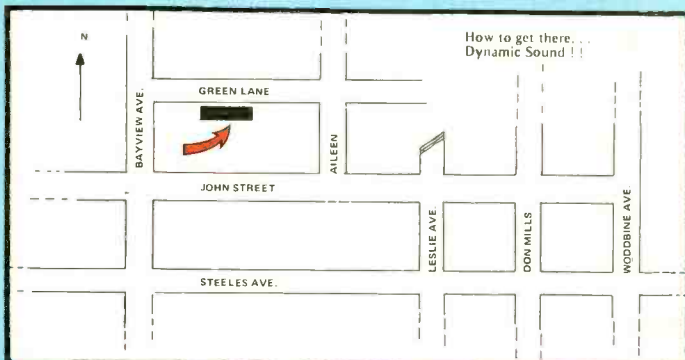 How to get there. . .
Dynamic Sound ! !
N
GREEN LANE
BAYVIEW AVE.
AILEEN
JOHN STREET
LESLIE AVE.
DON MILLS
WODDBINE AVE
STEELES AVE.